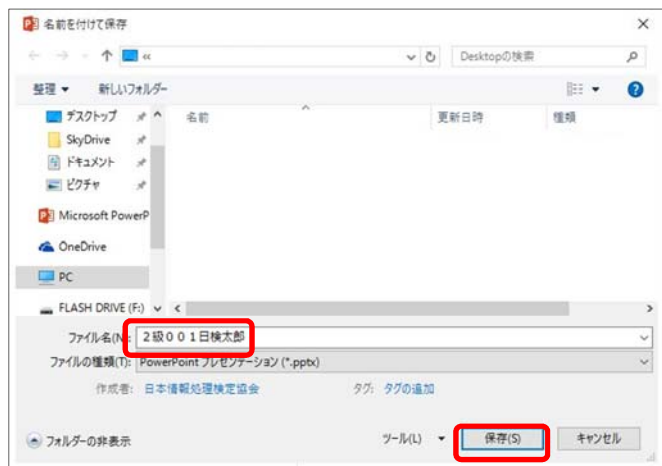 名前を付けて保存
« Desktopの検索
整理 新しいフォルダー
名前 更新日時 種類
デスクトップ
SkyDrive
ドキュメント
ピクチャ
Microsoft PowerP
OneDrive
PC
FLASH DRIVE (F:)
ファイル名(N): 2級001日検太郎
ファイルの種類(T): PowerPoint プレゼンテーション (*.pptx)
作成者: 日本情報処理検定協会 タグ: タグの追加
フォルダーの非表示 ツール(L) 保存(S) キャンセル